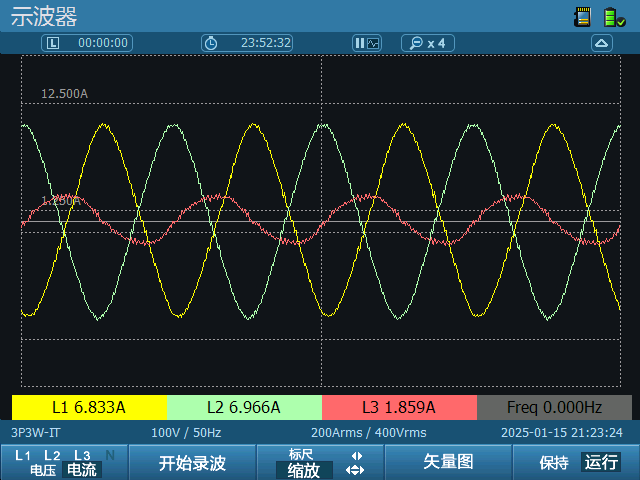 示波器
L 00:00:00 23:52:32 x 4
12.500A
1.250A
L1 6.833A L2 6.966A L3 1.859A Freq 0.000Hz
3P3W-IT 100V / 50Hz 200Arms / 400Vrms 2025-01-15 21:23:24
L1 L2 L3 N
电压 电流
开始录波
标尺
缩放
矢量图
保持 运行